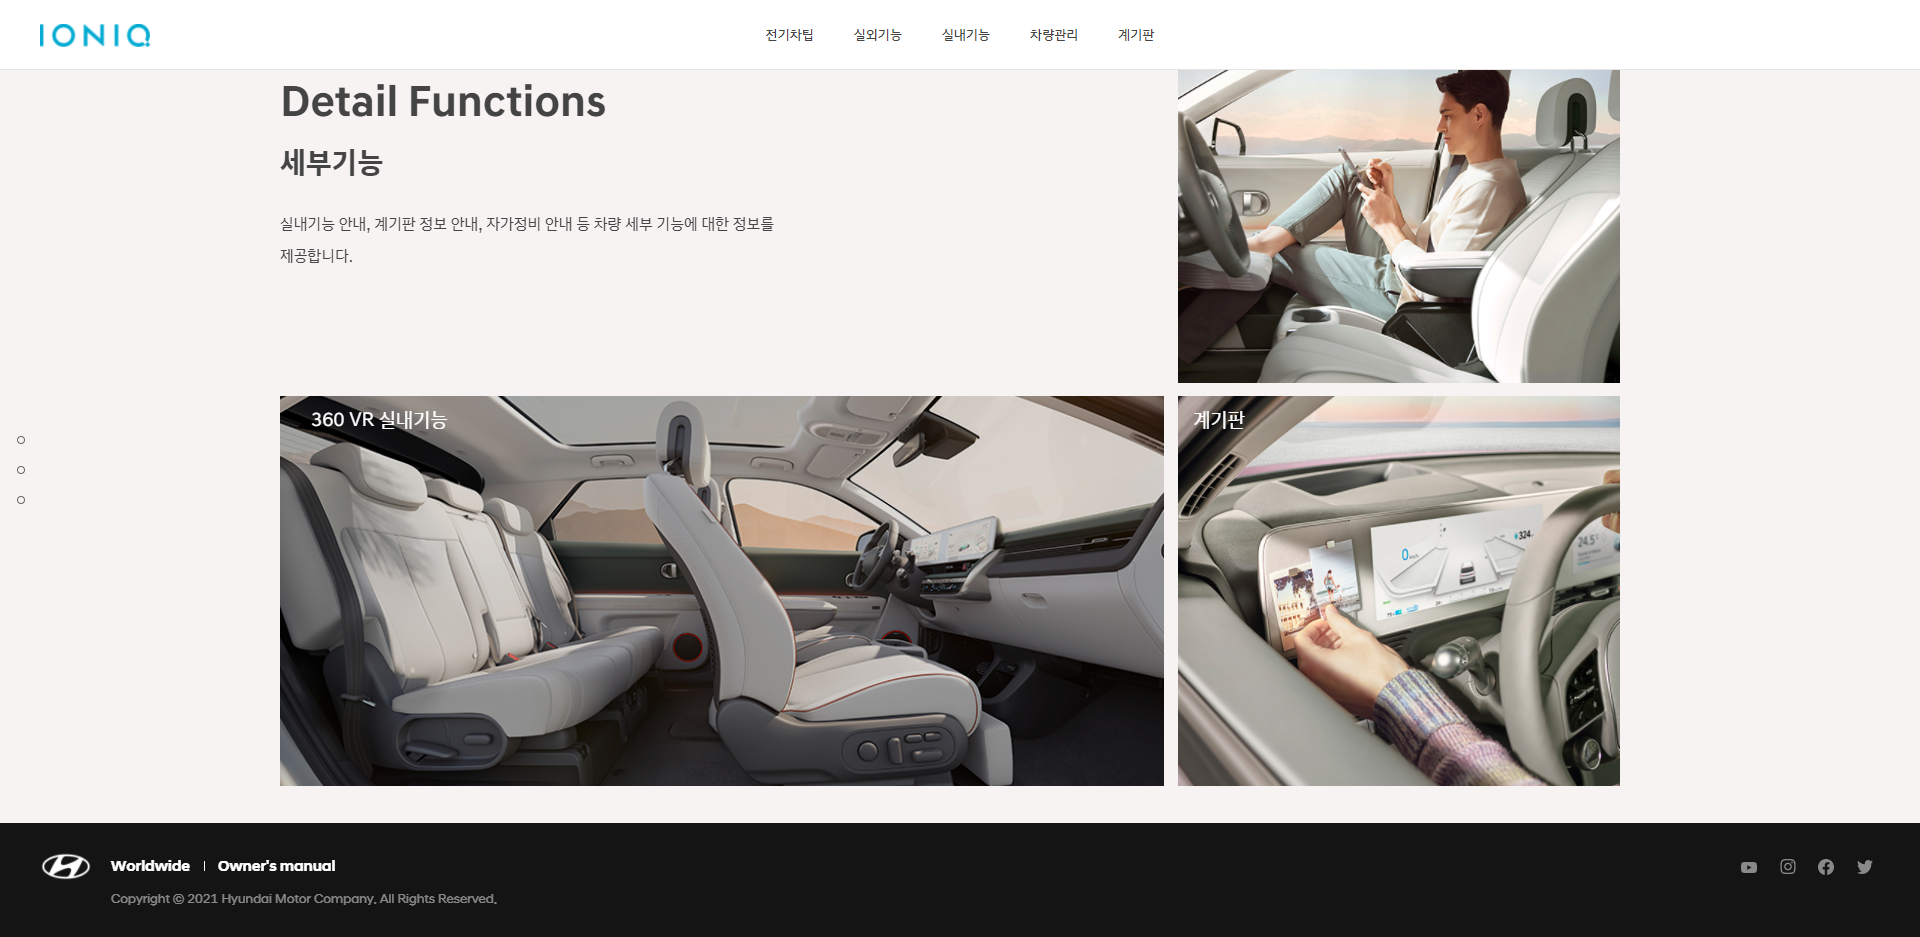 IONIQ
전기차팁 실외기능 실내기능 차량관리 계기판
Detail Functions
세부기능
실내기능 안내, 계기판 정보 안내, 자가정비 안내 등 차량 세부 기능에 대한 정보를
제공합니다.
360 VR 실내기능
계기판
0
324
24.5°
Worldwide | Owner's manual
Copyright © 2021 Hyundai Motor Company. All Rights Reserved.